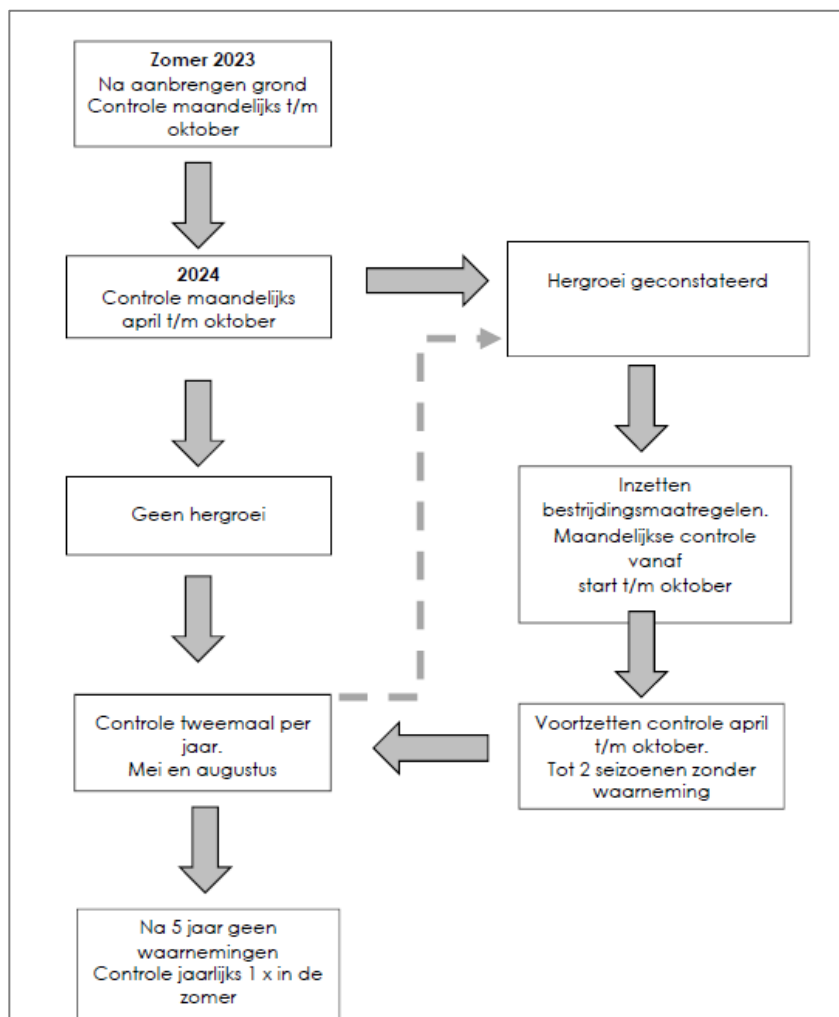 Zomer 2023
Na aanbrengen grond
Controle maandelijks t/m
oktober
2024
Controle maandelijks
april t/m oktober
Hergroei geconstateerd
Geen hergroei
Inzetten
bestrijdingsmaatregelen.
Maandelijkse controle
vanaf
start t/m oktober
Controle tweemaal per
jaar.
Mei en augustus
Voortzetten controle april
t/m oktober.
Tot 2 seizoenen zonder
waarneming
Na 5 jaar geen
waarnemingen
Controle jaarlijks 1 x in de
zomer